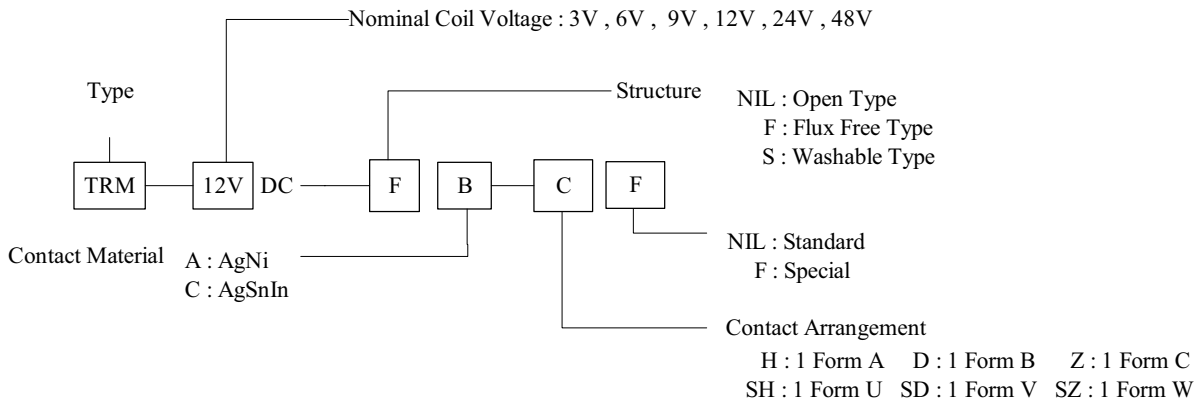 Nominal Coil Voltage : 3V , 6V , 9V , 12V , 24V , 48V
Type
Structure
NIL : Open Type
F : Flux Free Type
S : Washable Type
TRM 12V DC F B C F
Contact Material
A : AgNi
C : AgSnIn
NIL : Standard
F : Special
Contact Arrangement
H : 1 Form A D : 1 Form B Z : 1 Form C
SH : 1 Form U SD : 1 Form V SZ : 1 Form W